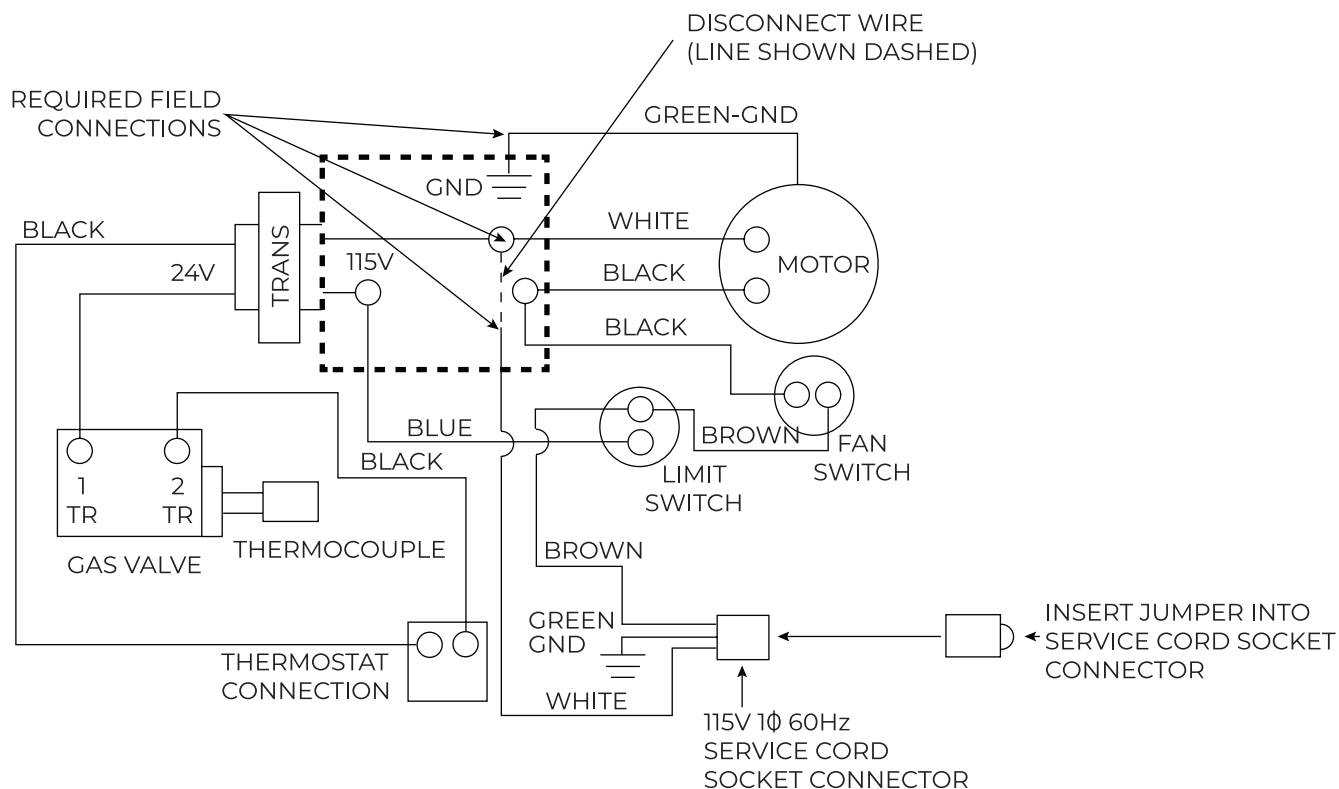 DISCONNECT WIRE
(LINE SHOWN DASHED)
REQUIRED FIELD
CONNECTIONS
GREEN-GND
GND
BLACK
WHITE
TRANS
24V
115V
MOTOR
BLACK
BLACK
BLUE
BROWN
FAN
SWITCH
LIMIT
SWITCH
BLACK
1
TR
2
TR
THERMOCOUPLE
GAS VALVE
BROWN
GREEN
GND
THERMOSTAT
CONNECTION
WHITE
INSERT JUMPER INTO
SERVICE CORD SOCKET
CONNECTOR
115V 1ϕ 60Hz
SERVICE CORD
SOCKET CONNECTOR